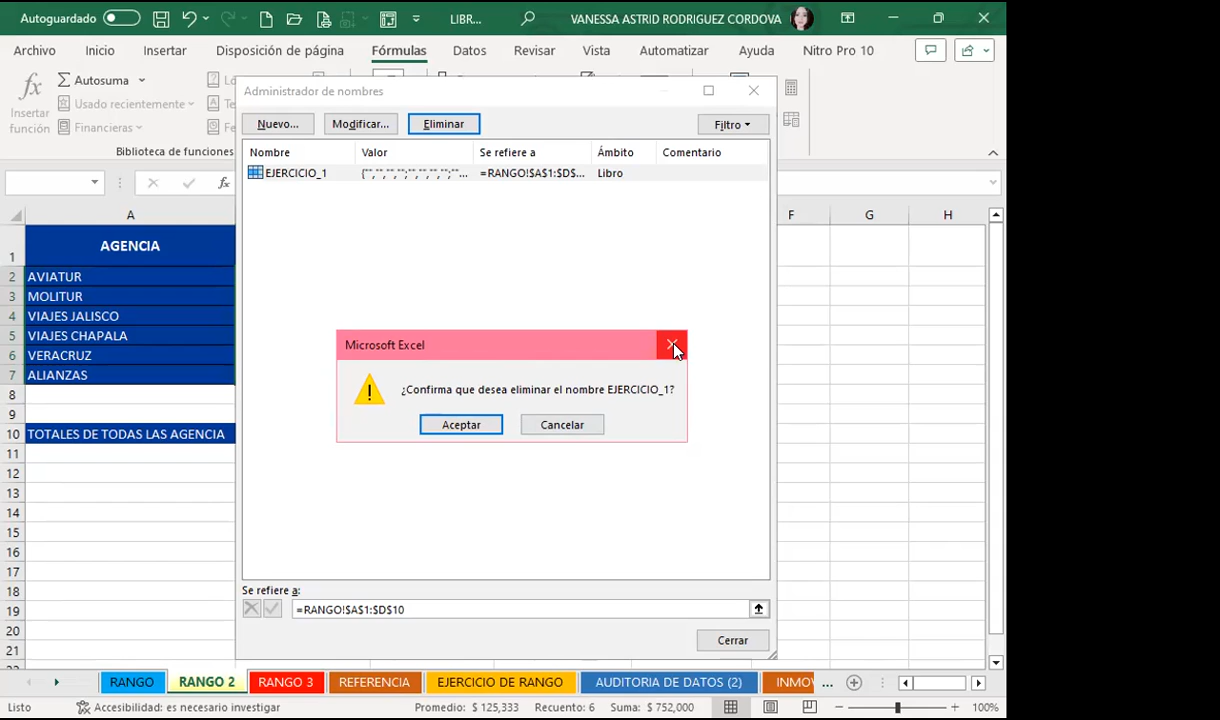 Autoguardado
LIBR...
VANESSA ASTRID RODRIGUEZ CORDOVA
Archivo Inicio Insertar Disposición de página Fórmulas Datos Revisar Vista Automatizar Ayuda Nitro Pro 10
fx
Insertar función
Autosuma
Usado recientemente
Financieras
Biblioteca de funciones
Administrador de nombres
Nuevo... Modificar... Eliminar Filtro
Nombre Valor Se refiere a Ámbito Comentario
EJERCICIO_1 {"","","","";"","","","";""... =RANGO!$A$1:$D$... Libro
fx
A F G H
1 AGENCIA
2 AVIATUR
3 MOLITUR
4 VIAJES JALISCO
5 VIAJES CHAPALA
6 VERACRUZ
7 ALIANZAS
8
9
10 TOTALES DE TODAS LAS AGENCIA
11
12
13
14
15
16
17
18
19
20
21
Microsoft Excel
¿Confirma que desea eliminar el nombre EJERCICIO_1?
Aceptar Cancelar
Se refiere a:
=RANGO!$A$1:$D$10
Cerrar
RANGO RANGO 2 RANGO 3 REFERENCIA EJERCICIO DE RANGO AUDITORIA DE DATOS (2) INMOV ...
Listo Accesibilidad: es necesario investigar Promedio: $ 125,333 Recuento: 6 Suma: $ 752,000 100%